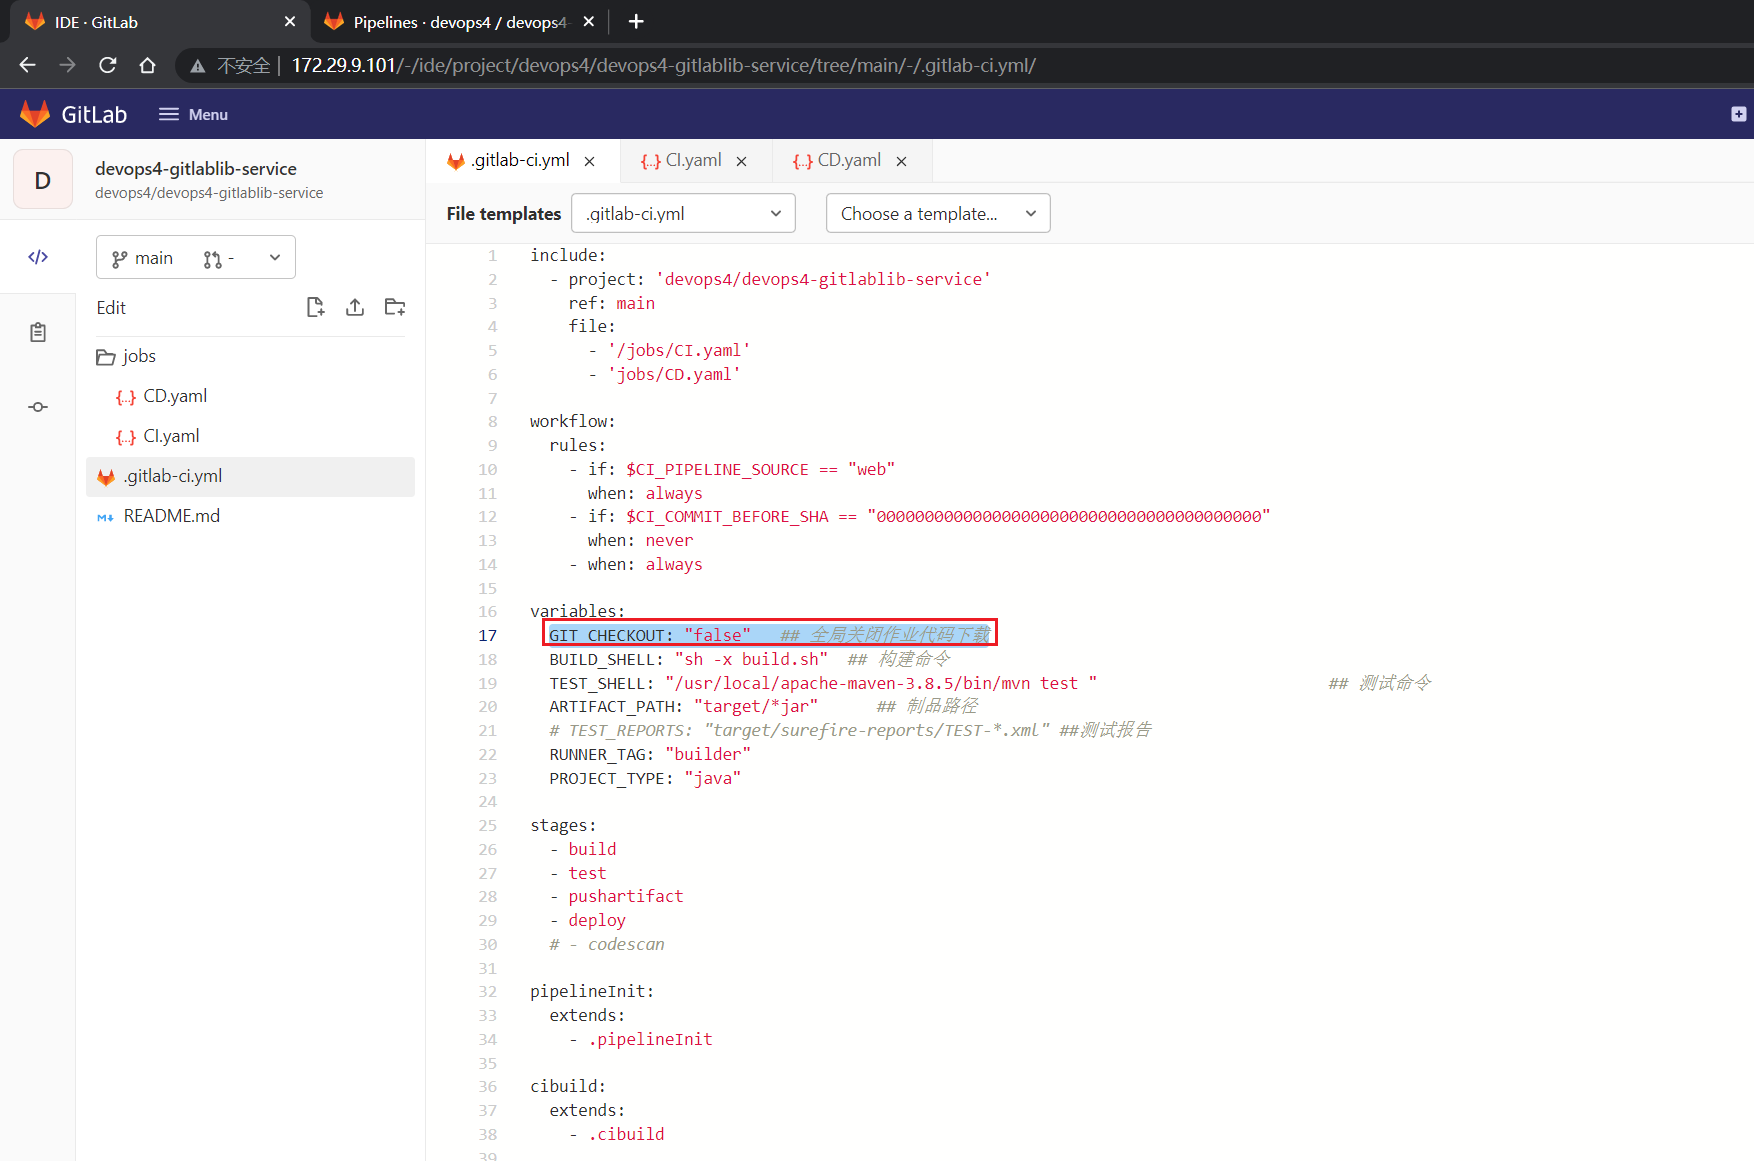 IDE · GitLab
Pipelines · devops4 / devops4-
不安全 | 172.29.9.101/-/ide/project/devops4/devops4-gitlablib-service/tree/main/-/.gitlab-ci.yml/
GitLab Menu
D
devops4-gitlablib-service
devops4/devops4-gitlablib-service
main -
Edit
jobs
CD.yaml
CI.yaml
.gitlab-ci.yml
README.md
.gitlab-ci.yml CI.yaml CD.yaml
File templates .gitlab-ci.yml Choose a template...
1 include:
2 - project: 'devops4/devops4-gitlablib-service'
3 ref: main
4 file:
5 - '/jobs/CI.yaml'
6 - 'jobs/CD.yaml'
7
8 workflow:
9 rules:
10 - if: $CI_PIPELINE_SOURCE == "web"
11 when: always
12 - if: $CI_COMMIT_BEFORE_SHA == "0000000000000000000000000000000000000000"
13 when: never
14 - when: always
15
16 variables:
17 GIT_CHECKOUT: "false" ## 全局关闭作业代码下载
18 BUILD_SHELL: "sh -x build.sh" ## 构建命令
19 TEST_SHELL: "/usr/local/apache-maven-3.8.5/bin/mvn test " ## 测试命令
20 ARTIFACT_PATH: "target/*jar" ## 制品路径
21 # TEST_REPORTS: "target/surefire-reports/TEST-*.xml" ##测试报告
22 RUNNER_TAG: "builder"
23 PROJECT_TYPE: "java"
24
25 stages:
26 - build
27 - test
28 - pushartifact
29 - deploy
30 # - codescan
31
32 pipelineInit:
33 extends:
34 - .pipelineInit
35
36 cibuild:
37 extends:
38 - .cibuild
39